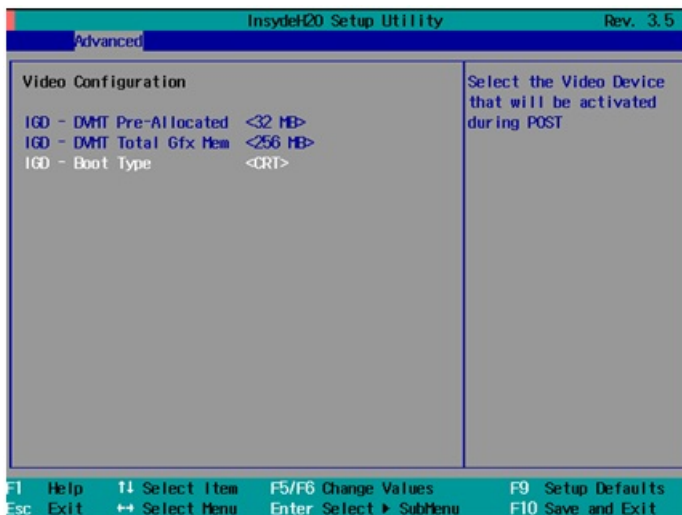 InsydeH20 Setup Utility Rev. 3.5
Advanced
Video Configuration
IGD - DVMT Pre-Allocated <32 MB>
IGD - DVMT Total Gfx Mem <256 MB>
IGD - Boot Type <CRT>
Select the Video Device
that will be activated
during POST
F1 Help ↑↓ Select Item F5/F6 Change Values F9 Setup Defaults
Esc Exit ↔ Select Menu Enter Select ▶ SubMenu F10 Save and Exit